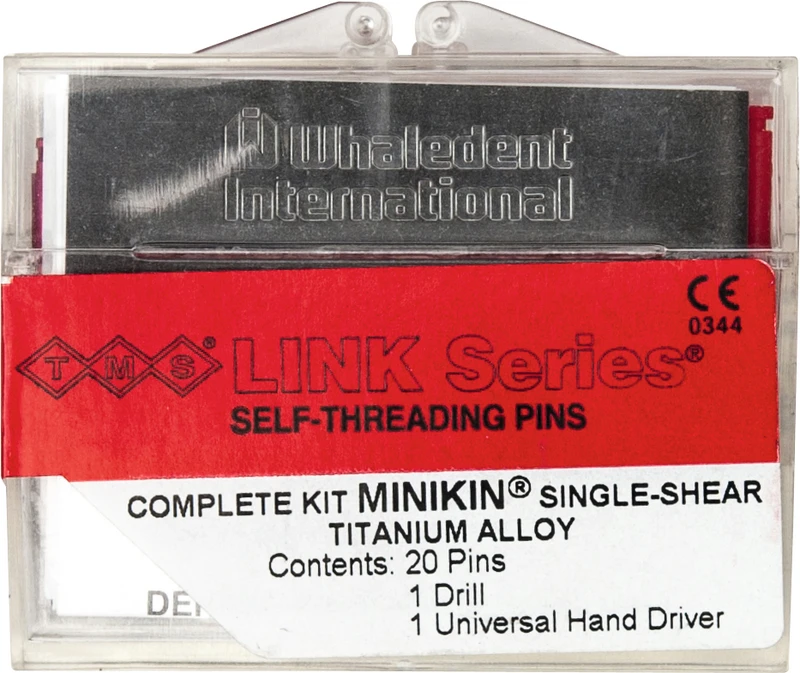 Whaledent
International
CE
0344
TMS® LINK Series®
SELF-THREADING PINS
COMPLETE KIT MINIKIN® SINGLE-SHEAR
TITANIUM ALLOY
Contents: 20 Pins
1 Drill
1 Universal Hand Driver